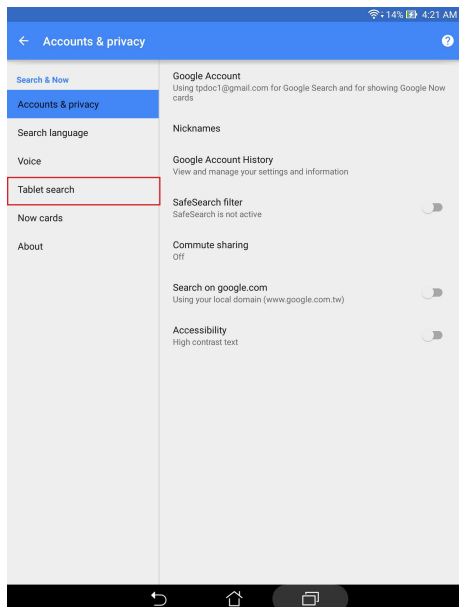 14% 4:21 AM
Accounts & privacy
?
Search & Now
Accounts & privacy
Search language
Voice
Tablet search
Now cards
About
Google Account
Using tpdoc1@gmail.com for Google Search and for showing Google Now
cards
Nicknames
Google Account History
View and manage your settings and information
SafeSearch filter
SafeSearch is not active
Commute sharing
Off
Search on google.com
Using your local domain (www.google.com.tw)
Accessibility
High contrast text